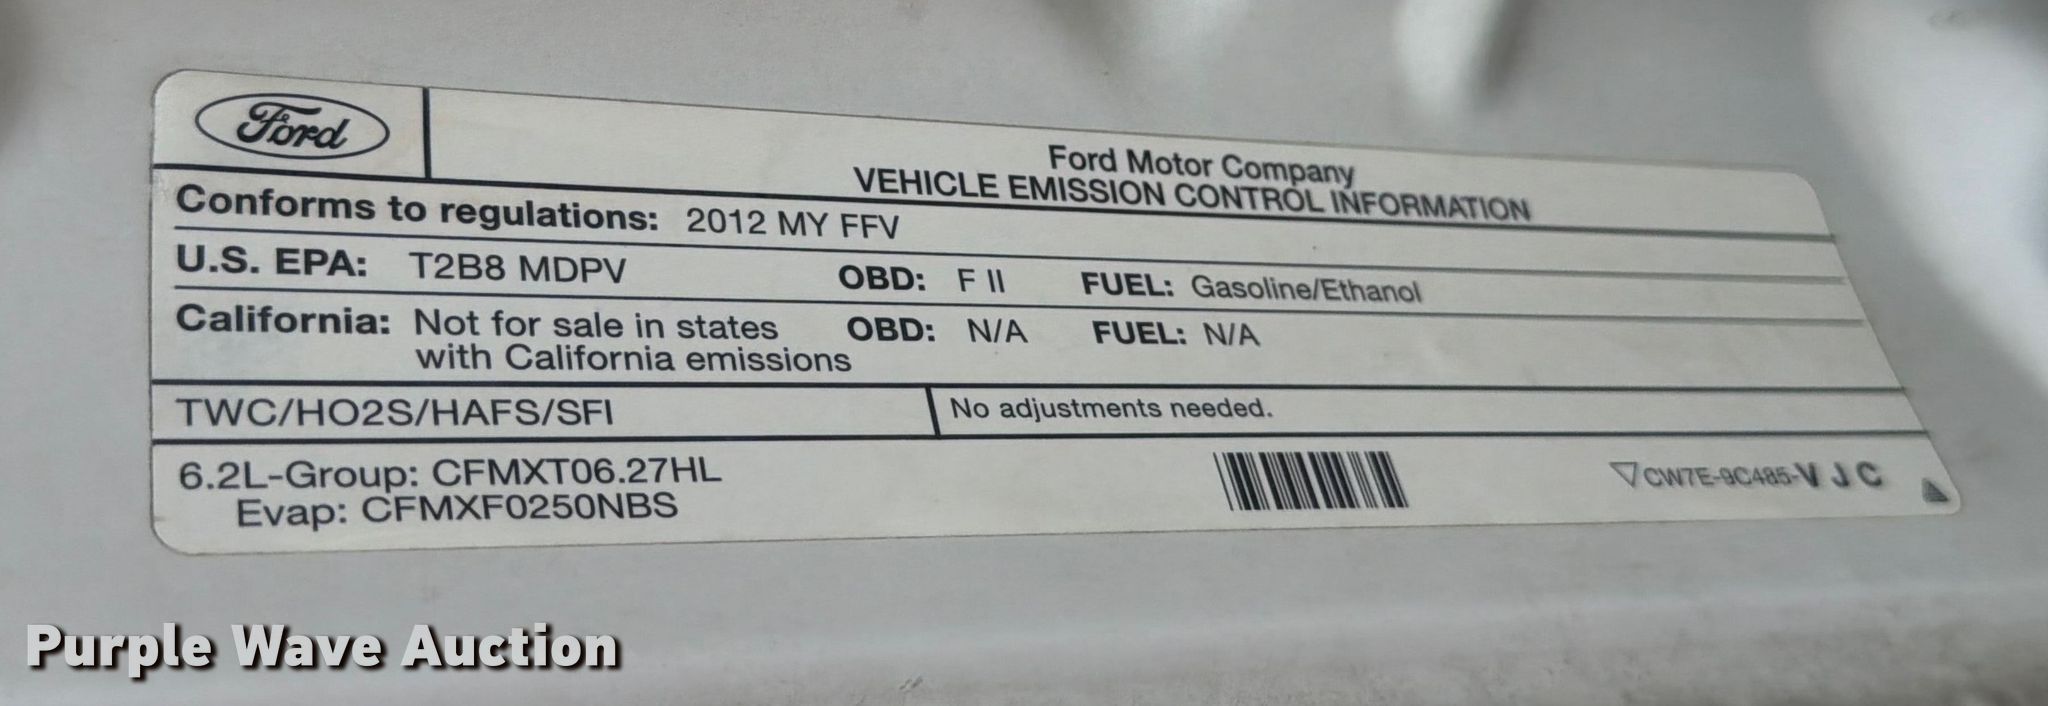 Ford
Ford Motor Company
VEHICLE EMISSION CONTROL INFORMATION
Conforms to regulations: 2012 MY FFV
U.S. EPA: T2B8 MDPV OBD: F II FUEL: Gasoline/Ethanol
California: Not for sale in states OBD: N/A FUEL: N/A
with California emissions
TWC/HO2S/HAFS/SFI No adjustments needed.
6.2L-Group: CFMXT06.27HL
Evap: CFMXF0250NBS
CW7E-9C485-V J C
Purple Wave Auction